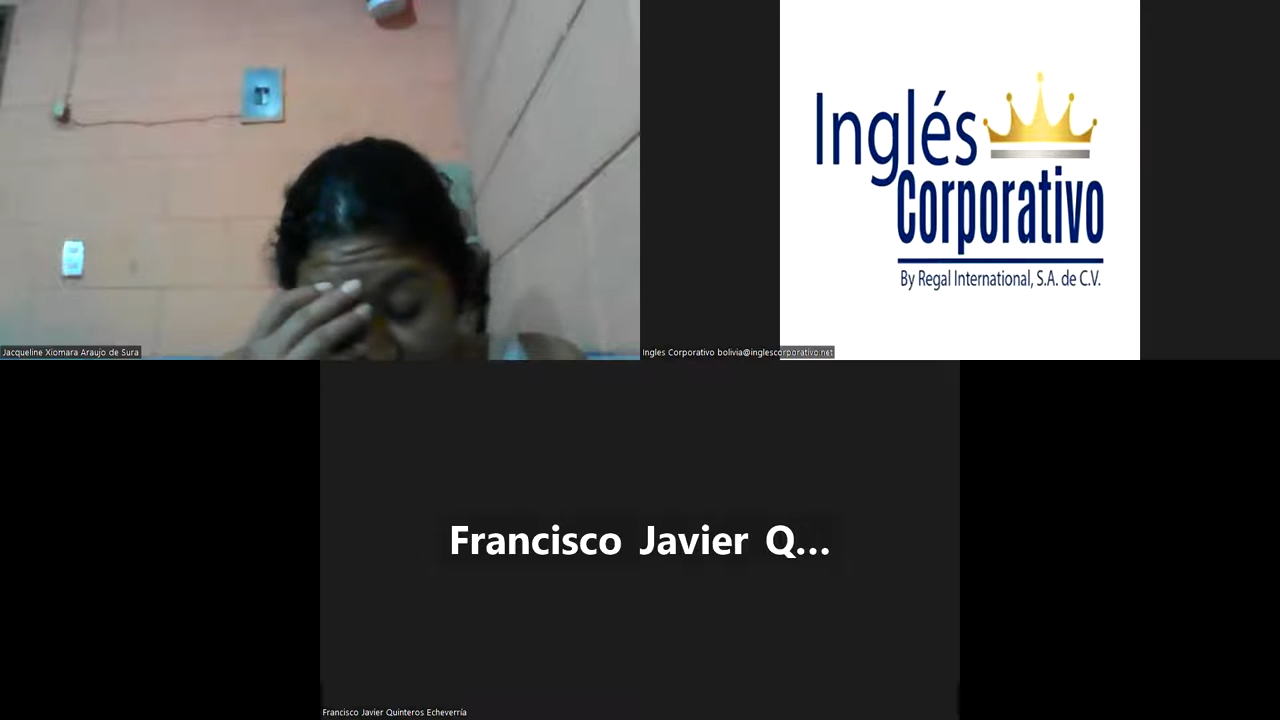 Inglés
Corporativo
By Regal International, S.A. de C.V.
Jacqueline Xiomara Araujo de Sura
Ingles Corporativo bolivia@inglescorporativo.net
Francisco Javier Q...
Francisco Javier Quinteros Echeverría